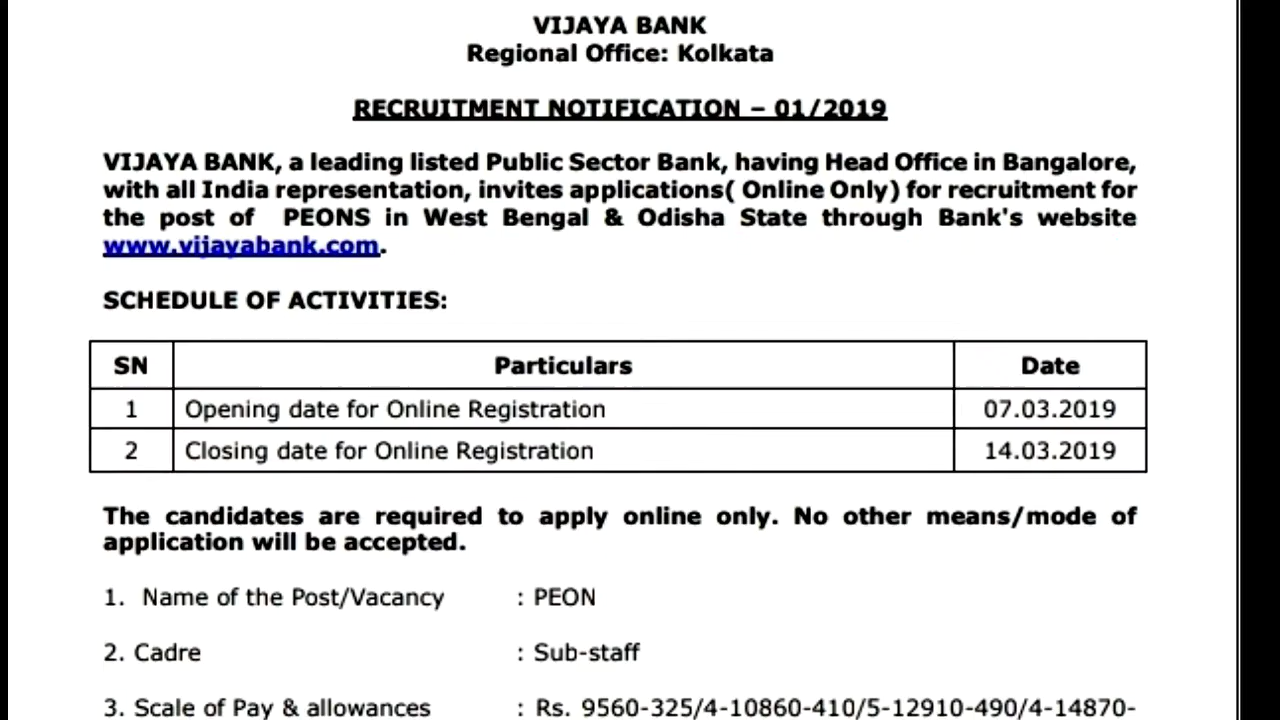 VIJAYA BANK
Regional Office: Kolkata
RECRUITMENT NOTIFICATION – 01/2019
VIJAYA BANK, a leading listed Public Sector Bank, having Head Office in Bangalore,
with all India representation, invites applications( Online Only) for recruitment for
the post of PEONS in West Bengal & Odisha State through Bank's website
www.vijayabank.com.
SCHEDULE OF ACTIVITIES:
SN Particulars Date
1 Opening date for Online Registration 07.03.2019
2 Closing date for Online Registration 14.03.2019
The candidates are required to apply online only. No other means/mode of
application will be accepted.
1. Name of the Post/Vacancy : PEON
2. Cadre : Sub-staff
3. Scale of Pay & allowances : Rs. 9560-325/4-10860-410/5-12910-490/4-14870-